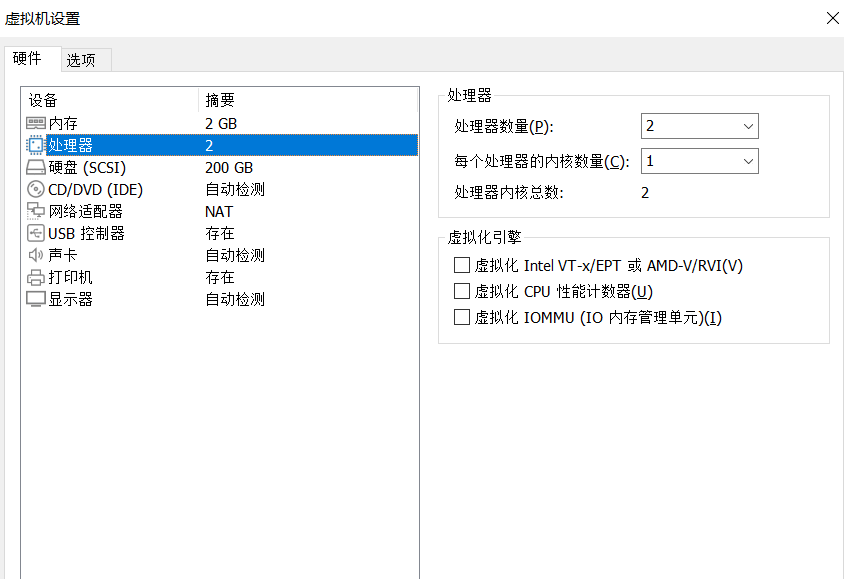 虚拟机设置
硬件 选项
设备 摘要
内存 2 GB
处理器 2
硬盘 (SCSI) 200 GB
CD/DVD (IDE) 自动检测
网络适配器 NAT
USB 控制器 存在
声卡 自动检测
打印机 存在
显示器 自动检测
处理器
处理器数量(P): 2
每个处理器的内核数量(C): 1
处理器内核总数: 2
虚拟化引擎
虚拟化 Intel VT-x/EPT 或 AMD-V/RVI(V)
虚拟化 CPU 性能计数器(U)
虚拟化 IOMMU (IO 内存管理单元)(I)